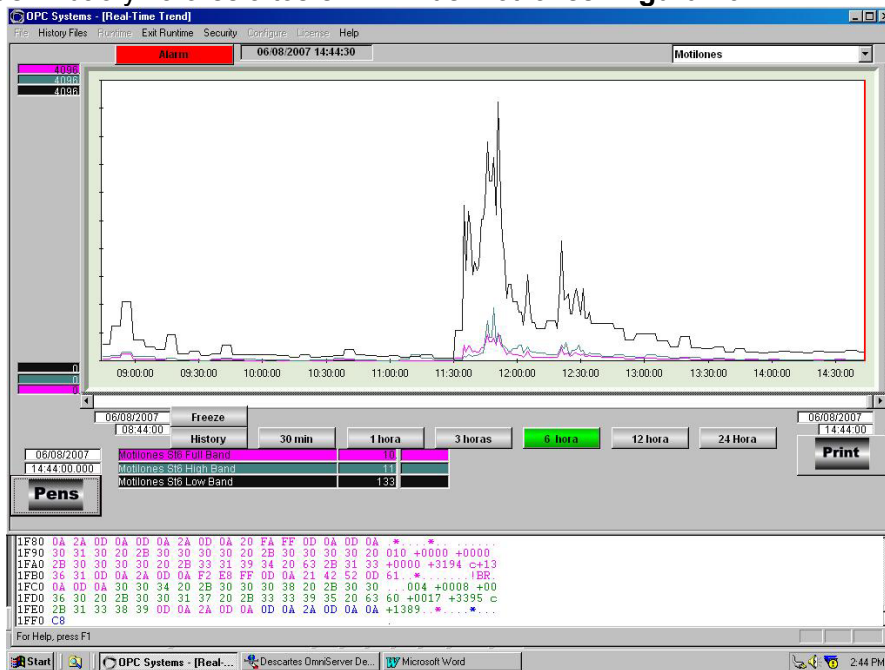 OPC Systems - [Real-Time Trend]
File History Files Runtime Exit Runtime Security Configure License Help
Alarm 06/08/2007 14:44:30 Motilones
4096
4096
4096
0
0
0
09:00:00 09:30:00 10:00:00 10:30:00 11:00:00 11:30:00 12:00:00 12:30:00 13:00:00 13:30:00 14:00:00 14:30:00
06/08/2007 Freeze 06/08/2007
08:44:00 14:44:00
History 30 min 1 hora 3 horas 6 hora 12 hora 24 Hora Print
06/08/2007 Motilones St6 Full Band 10
14:44:00.000 Motilones St6 High Band 11
Motilones St6 Low Band 133
Pens
1F80 0A 2A 0D 0A 0D 0A 2A 0D 0A 20 FA FF 0D 0A 0D 0A .*....*.. ......
1F90 30 31 30 20 2B 30 30 30 30 20 2B 30 30 30 30 20 010 +0000 +0000
1FA0 2B 30 30 30 30 20 2B 33 31 39 34 20 63 2B 31 33 +0000 +3194 c+13
1FB0 36 31 0D 0A 2A 0D 0A F2 E8 FF 0D 0A 21 42 52 0D 61..*.......!BR.
1FC0 0A 0D 0A 30 30 34 20 2B 30 30 30 38 20 2B 30 30 ...004 +0008 +00
1FD0 36 30 20 2B 30 30 31 37 20 2B 33 33 39 35 20 63 60 +0017 +3395 c
1FE0 2B 31 33 38 39 0D 0A 2A 0D 0A 0D 0A 2A 0D 0A 0A +1389..*....*...
1FF0 C8
For Help, press F1
Start OPC Systems - [Real-... Descartes OmniServer De... Microsoft Word 2:44 PM